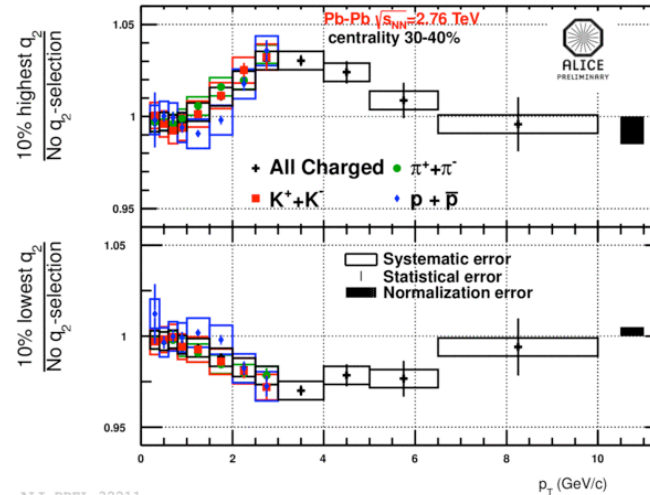 Pb-Pb √sNN=2.76 TeV
centrality 30-40%
ALICE
PRELIMINARY
10% highest q2
No q2-selection
1.05
1
0.95
All Charged
π+ + π-
K+ + K-
p + p̅
10% lowest q2
No q2-selection
1.05
1
0.95
Systematic error
Statistical error
Normalization error
0 2 4 6 8 10
pT (GeV/c)